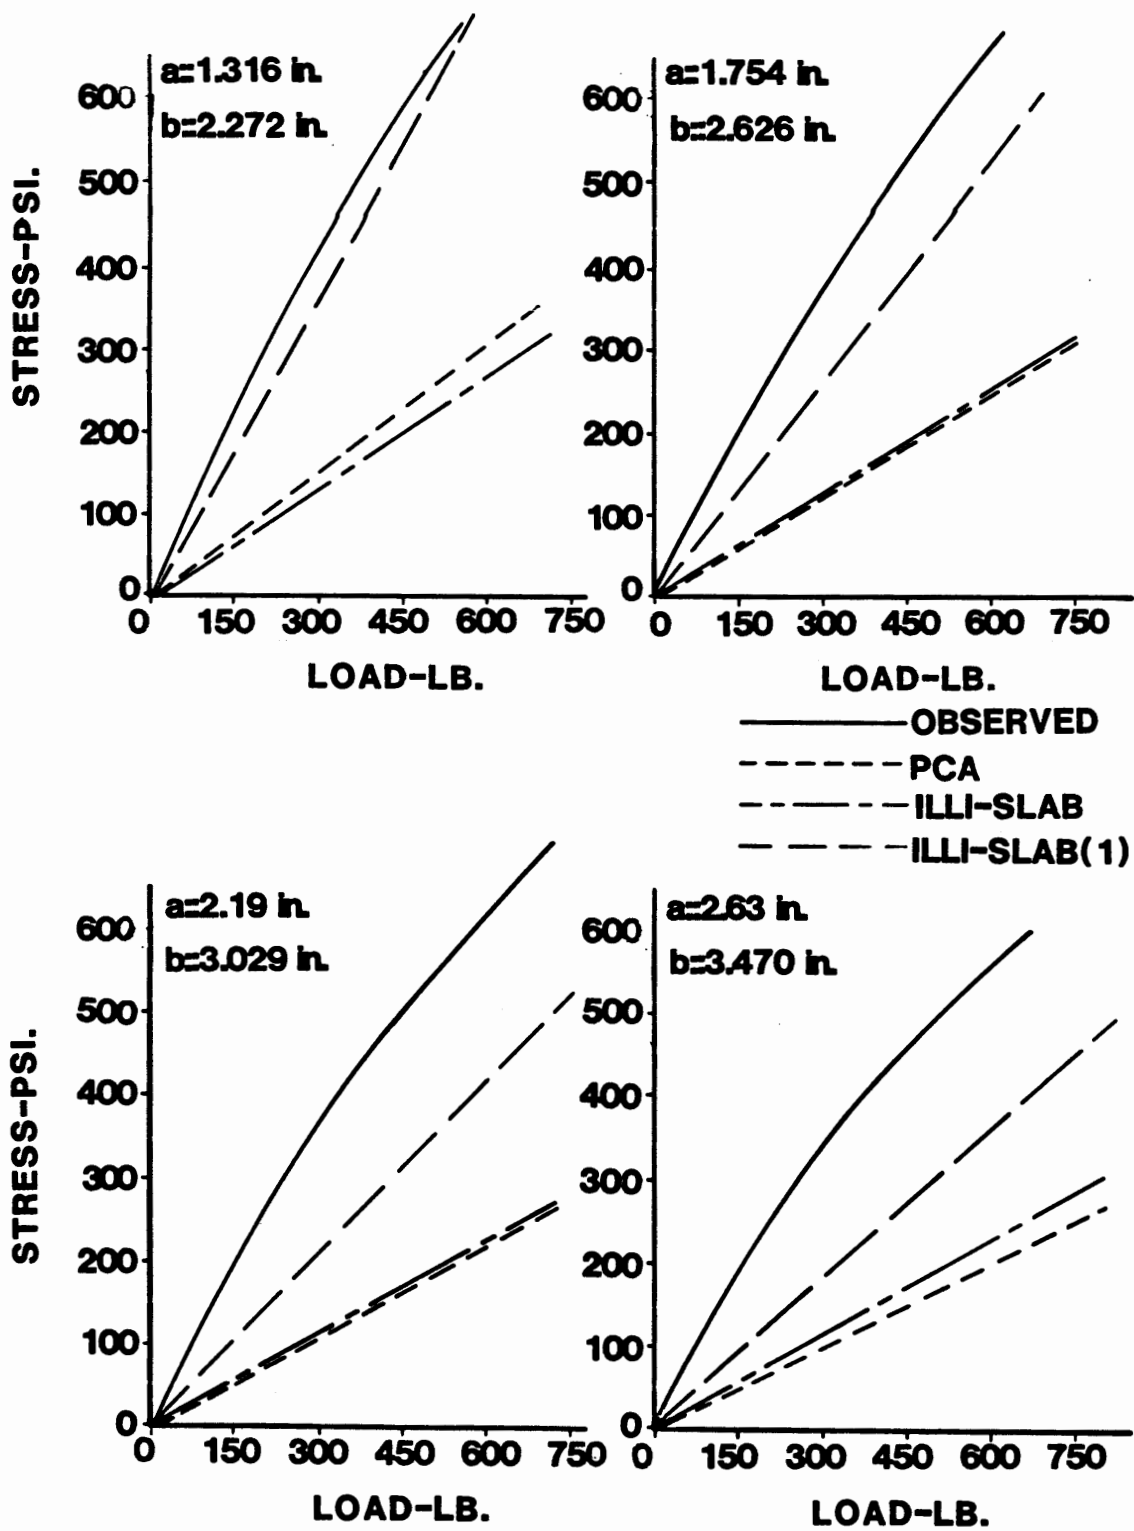 a=1.316 in.
b=2.272 in.
STRESS-PSI.
600
500
400
300
200
100
0
0 150 300 450 600 750
LOAD-LB.
a=1.754 in.
b=2.626 in.
600
500
400
300
200
100
0
0 150 300 450 600 750
LOAD-LB.
OBSERVED
PCA
ILLI-SLAB
ILLI-SLAB(1)
a=2.19 in.
b=3.029 in.
STRESS-PSI.
600
500
400
300
200
100
0
0 150 300 450 600 750
LOAD-LB.
a=2.63 in.
b=3.470 in.
600
500
400
300
200
100
0
0 150 300 450 600 750
LOAD-LB.